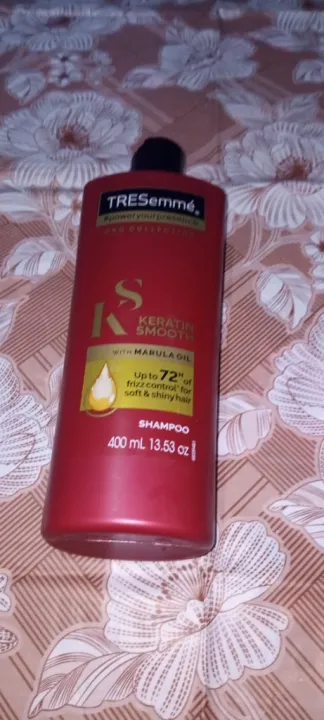 TRESemmé
#poweryourpresence
PRO COLLECTION
KS
KERATIN
SMOOTH
WITH MARULA OIL
Up to 72H of
frizz control* for
soft & shiny hair
SHAMPOO
400 mL 13.53 oz